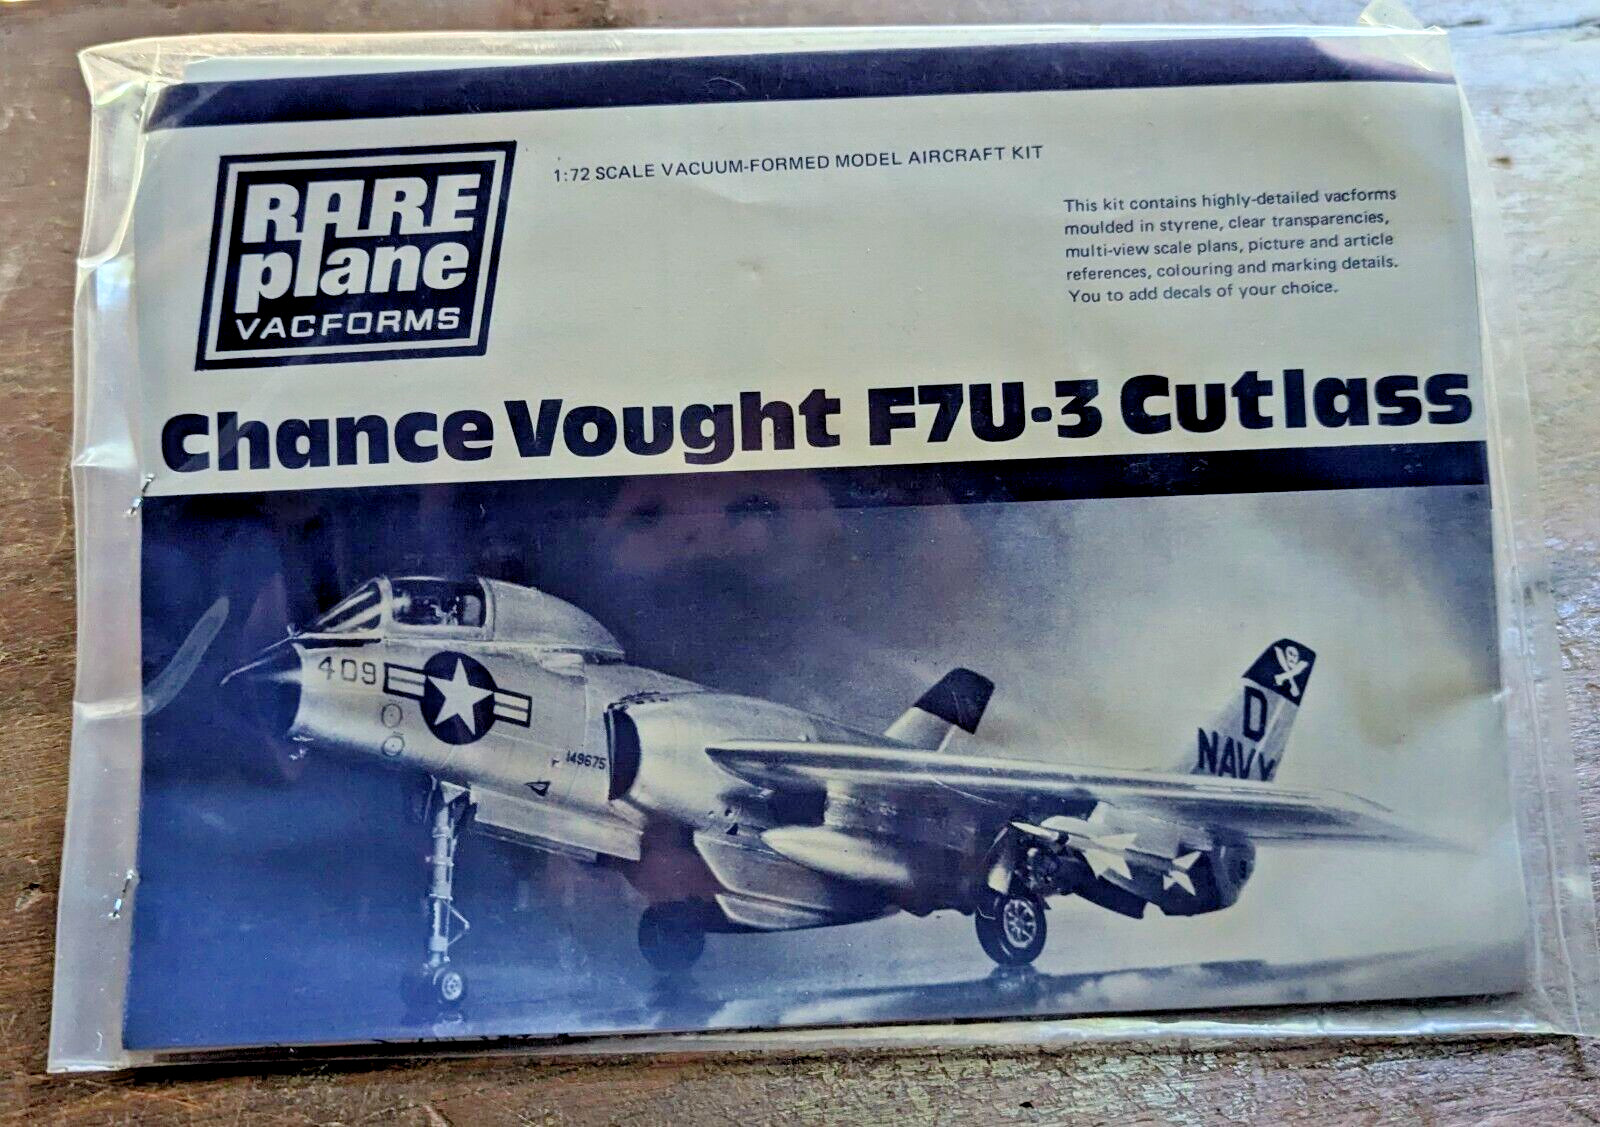 RARE
plane
VACFORMS
1:72 SCALE VACUUM-FORMED MODEL AIRCRAFT KIT
This kit contains highly-detailed vacforms
moulded in styrene, clear transparencies,
multi-view scale plans, picture and article
references, colouring and marking details.
You to add decals of your choice.
Chance Vought F7U-3 Cutlass
409
149675
D
NAVY